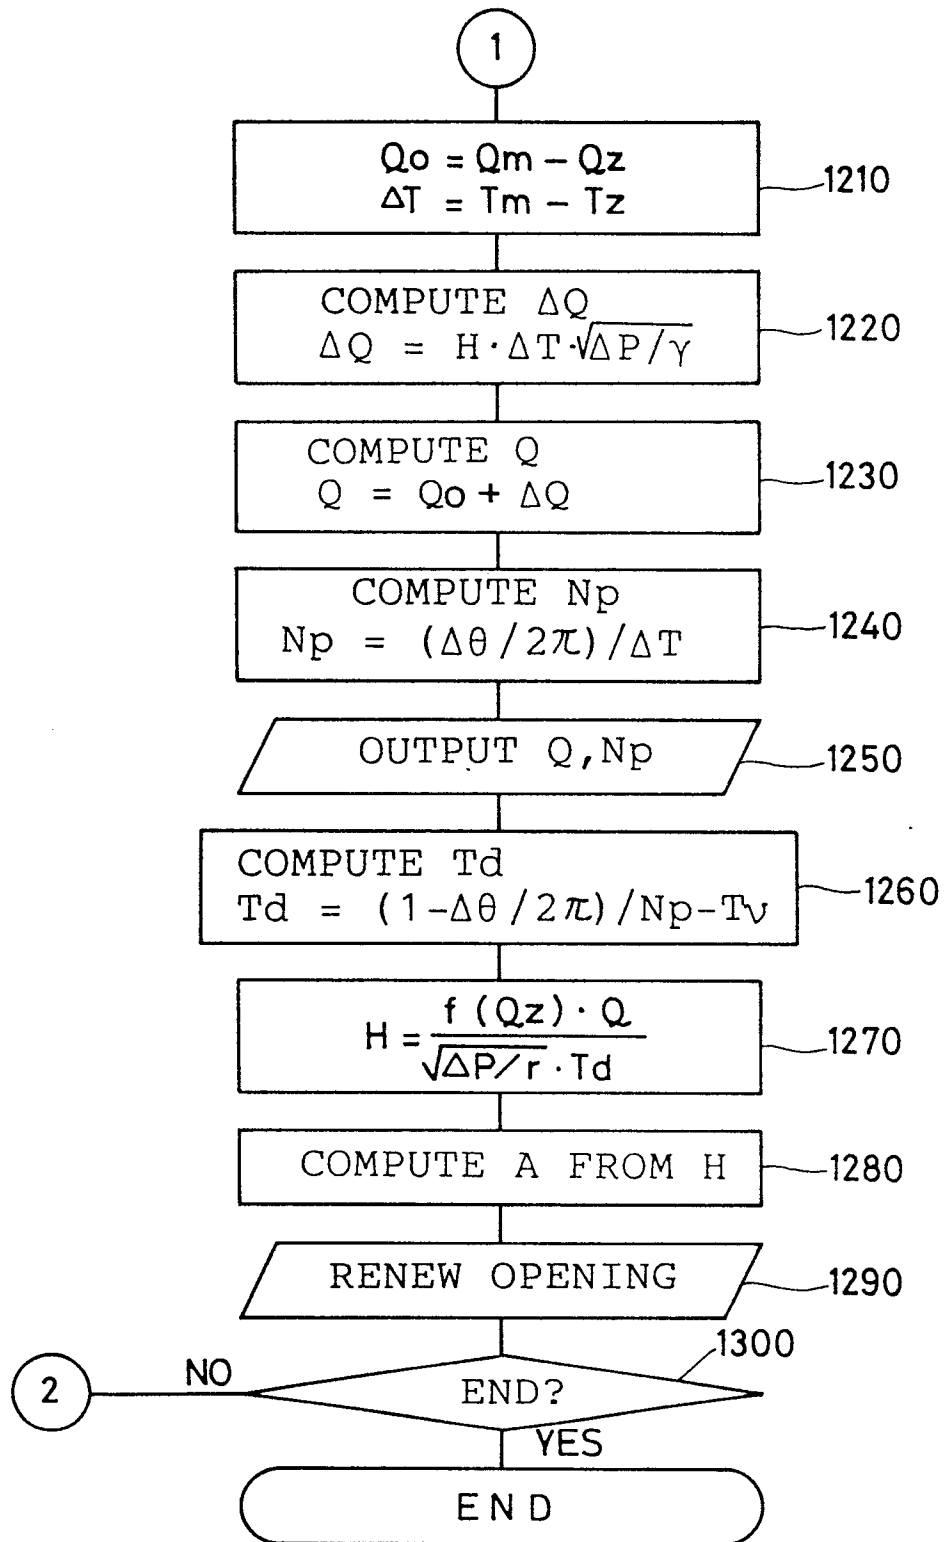 1
Qo = Qm - Qz
ΔT = Tm - Tz
1210
COMPUTE ΔQ
ΔQ = H·ΔT·√ΔP/γ
1220
COMPUTE Q
Q = Qo + ΔQ
1230
COMPUTE Np
Np = (Δθ/2π)/ΔT
1240
OUTPUT Q,Np
1250
COMPUTE Td
Td = (1-Δθ/2π)/Np-Tν
1260
H = f(Qz)·Q / √ΔP/r·Td
1270
COMPUTE A FROM H
1280
RENEW OPENING
1290
1300
2
NO
END?
YES
END